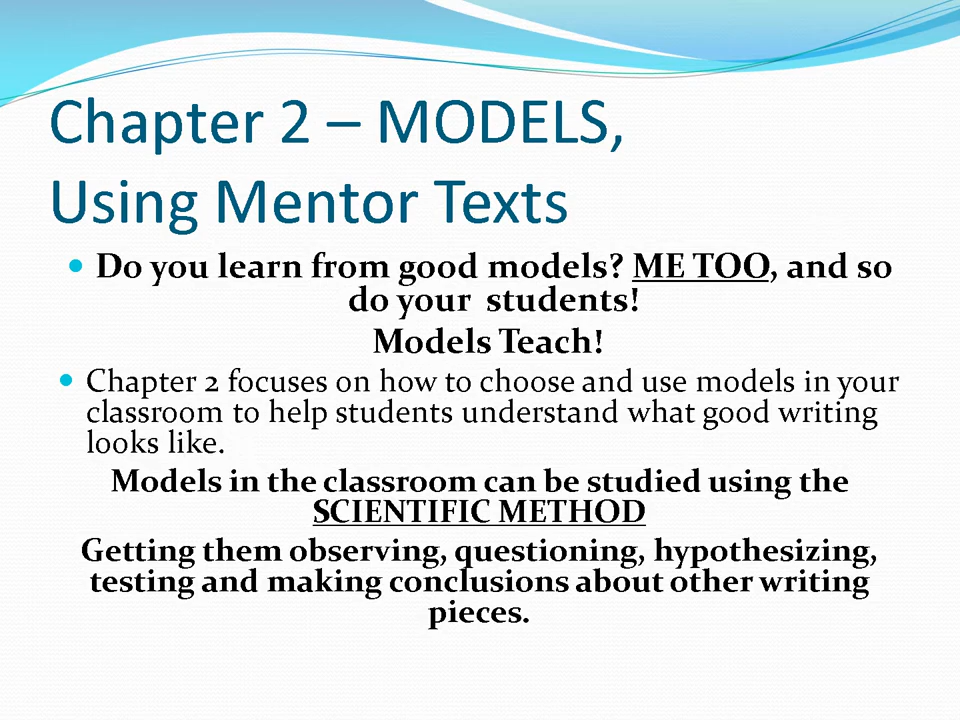 Chapter 2 – MODELS,
Using Mentor Texts
• Do you learn from good models? ME TOO, and so
do your students!
Models Teach!
• Chapter 2 focuses on how to choose and use models in your
classroom to help students understand what good writing
looks like.
Models in the classroom can be studied using the
SCIENTIFIC METHOD
Getting them observing, questioning, hypothesizing,
testing and making conclusions about other writing
pieces.